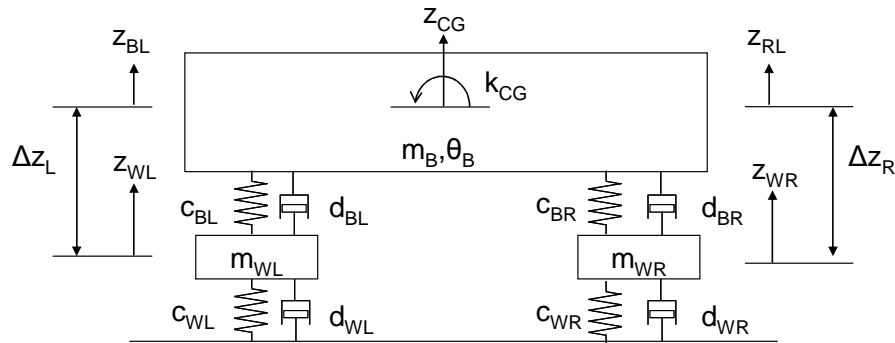 z_CG
z_BL
z_RL
k_CG
m_B,θ_B
Δz_L
Δz_R
z_WL
z_WR
c_BL
d_BL
c_BR
d_BR
m_WL
m_WR
c_WL
d_WL
c_WR
d_WR